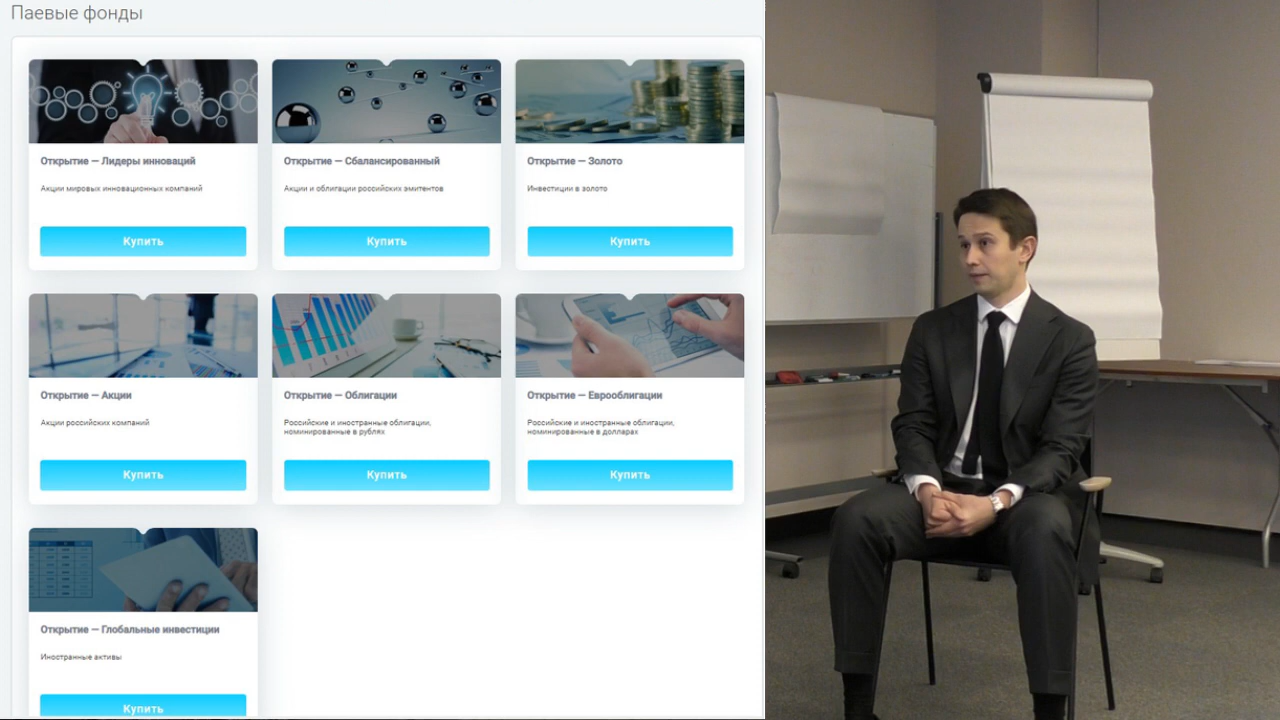 Паевые фонды
Открытие — Лидеры инноваций
Акции мировых инновационных компаний
Купить
Открытие — Сбалансированный
Акции и облигации российских эмитентов
Купить
Открытие — Золото
Инвестиции в золото
Купить
Открытие — Акции
Акции российских компаний
Купить
Открытие — Облигации
Российские и иностранные облигации,
номинированные в рублях
Купить
Открытие — Еврооблигации
Российские и иностранные облигации,
номинированные в долларах
Купить
Открытие — Глобальные инвестиции
Иностранные активы
Купить